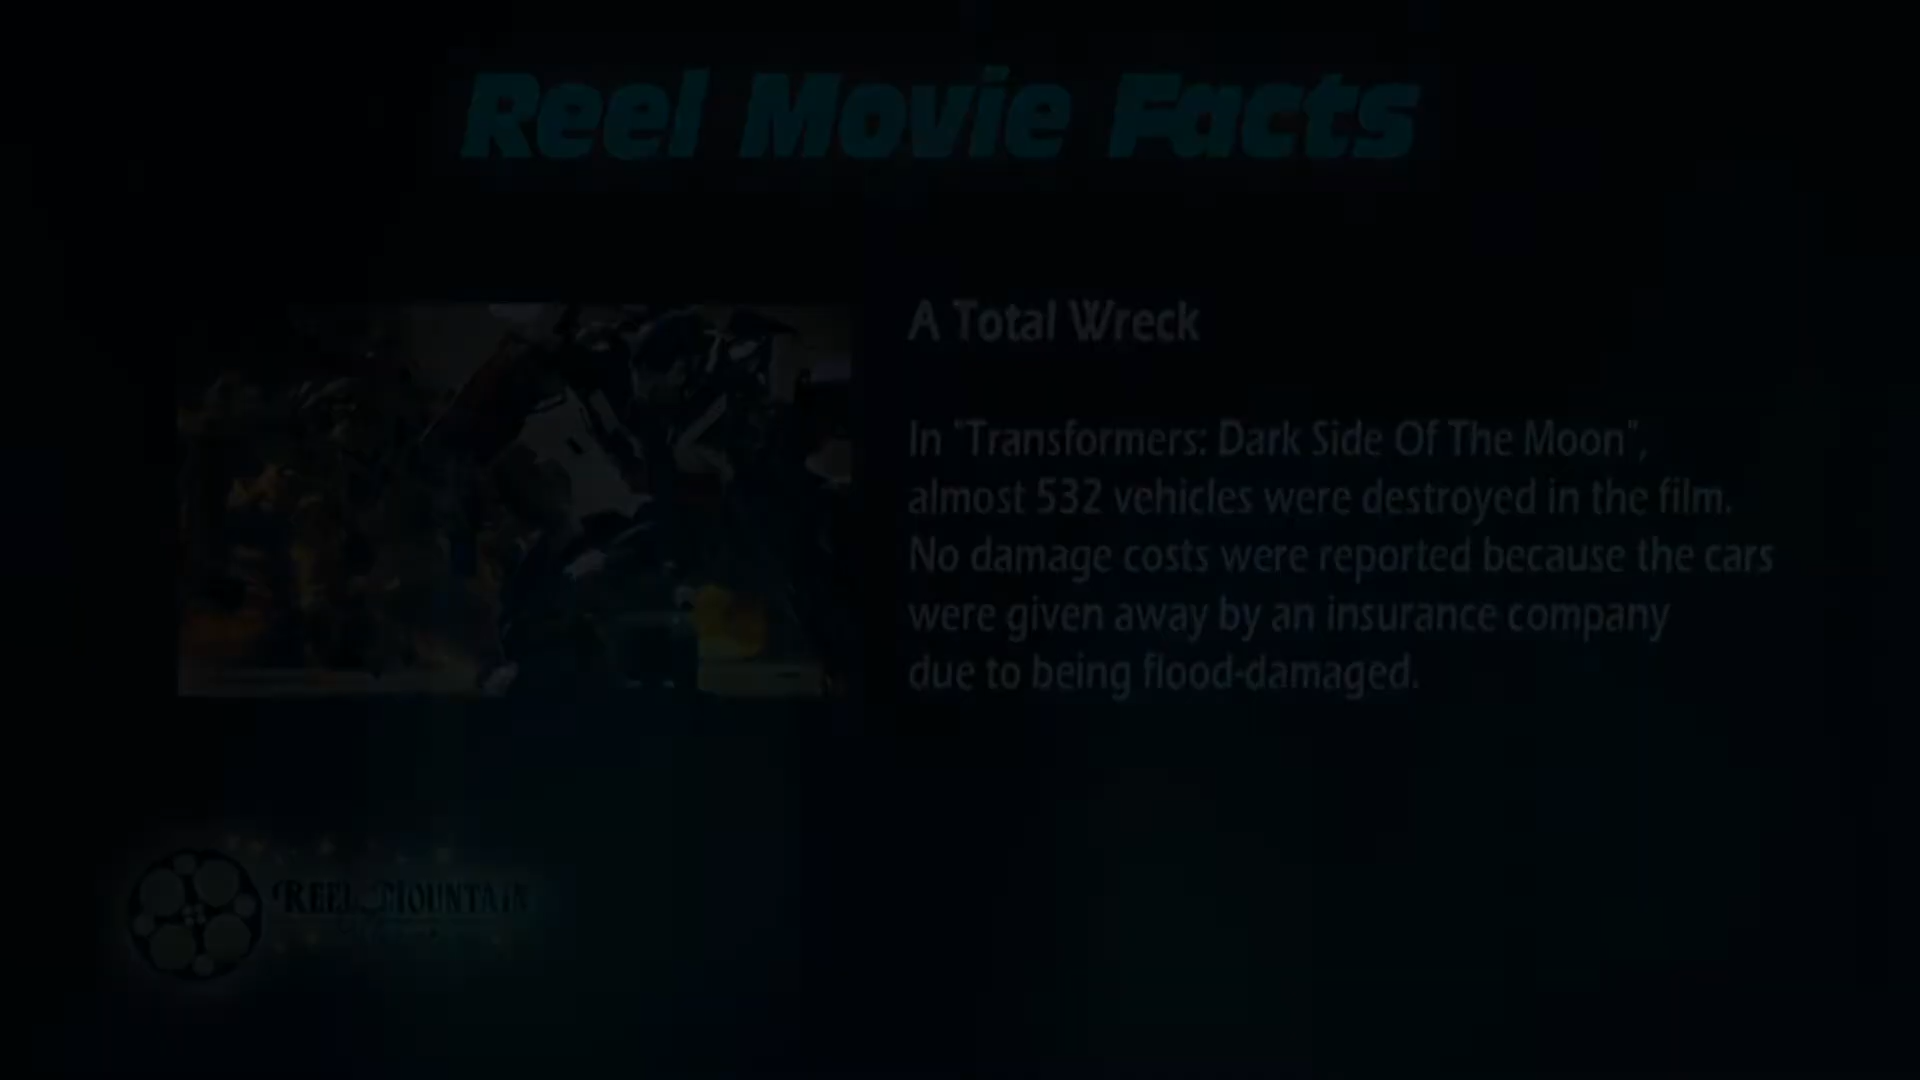 Reel Movie Facts
A Total Wreck
In "Transformers: Dark Side Of The Moon",
almost 532 vehicles were destroyed in the film.
No damage costs were reported because the cars
were given away by an insurance company
due to being flood-damaged.
REEL MOUNTAIN